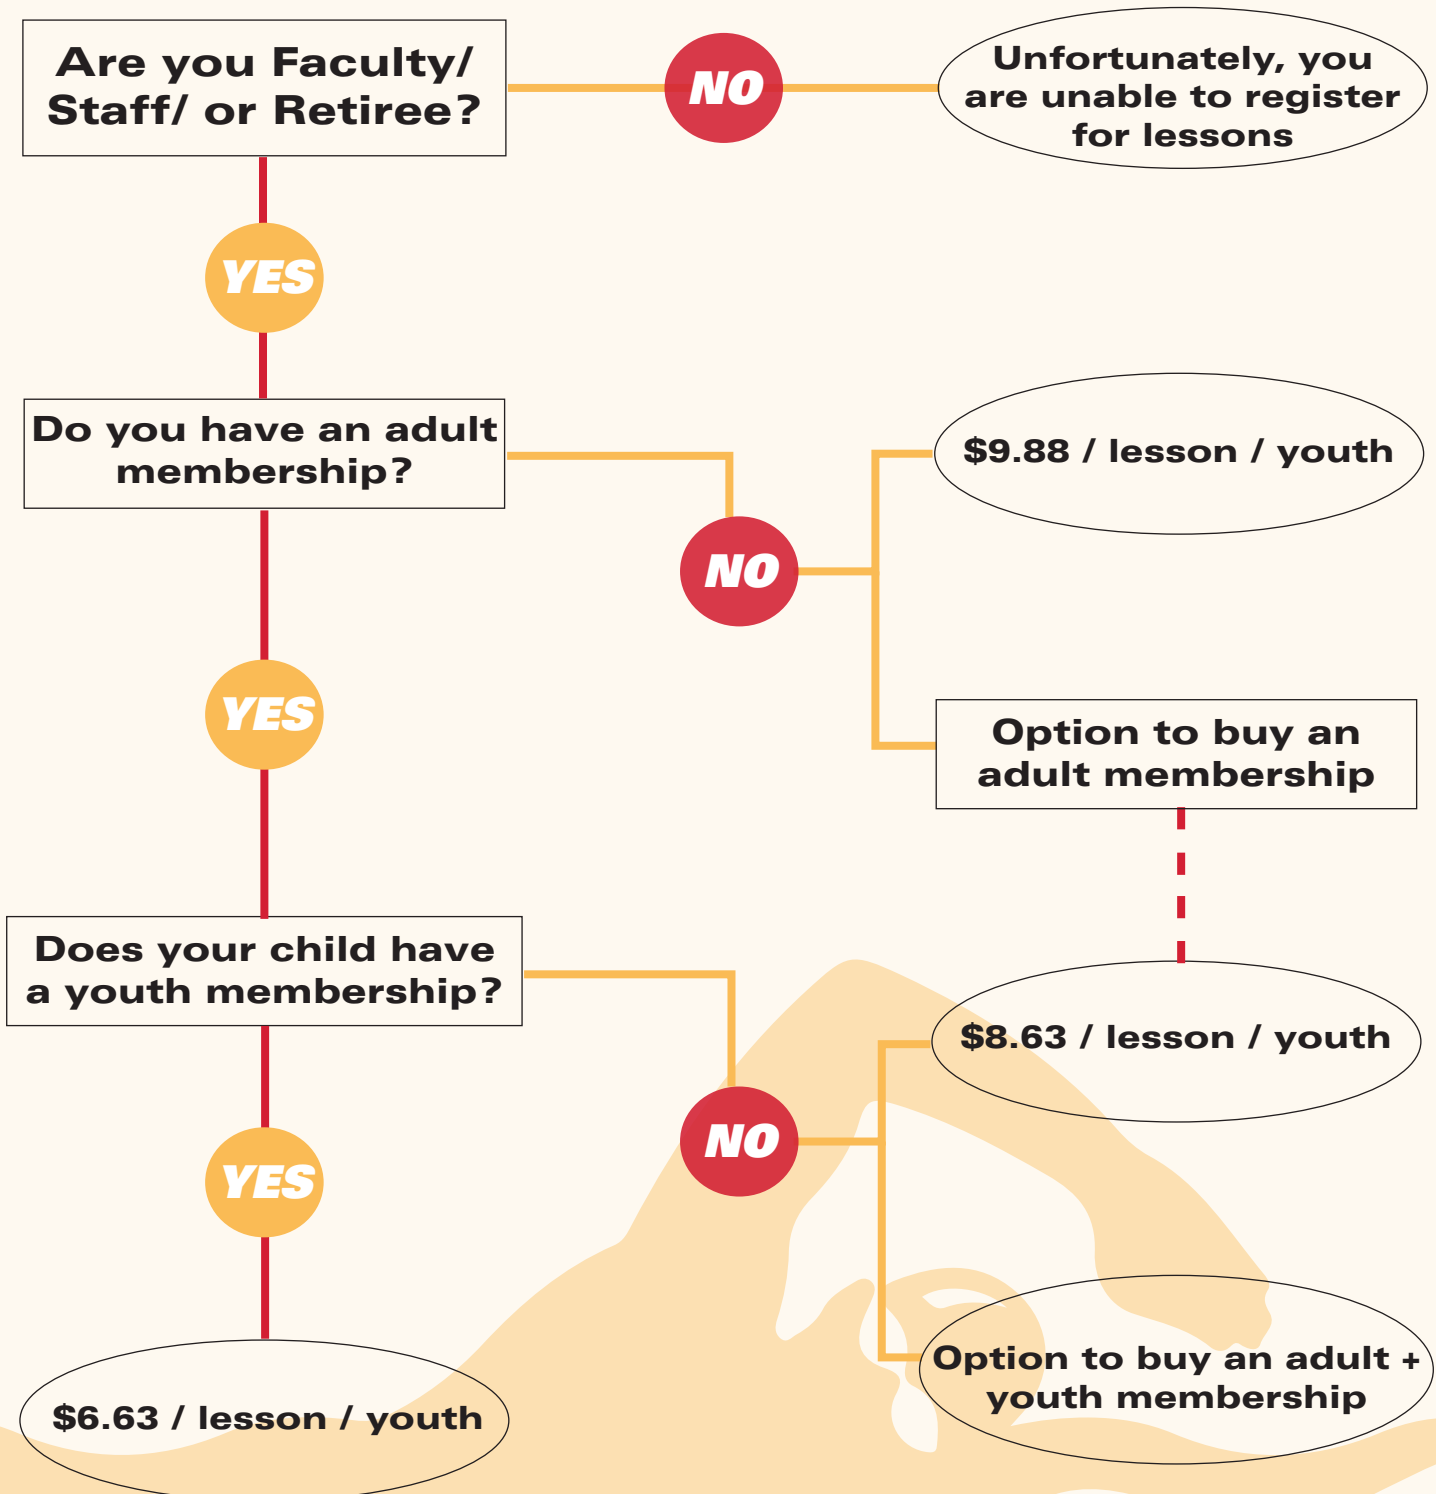 Are you Faculty/
Staff/ or Retiree?
NO
Unfortunately, you
are unable to register
for lessons
YES
Do you have an adult
membership?
NO
$9.88 / lesson / youth
YES
Option to buy an
adult membership
Does your child have
a youth membership?
NO
$8.63 / lesson / youth
YES
Option to buy an adult +
youth membership
$6.63 / lesson / youth